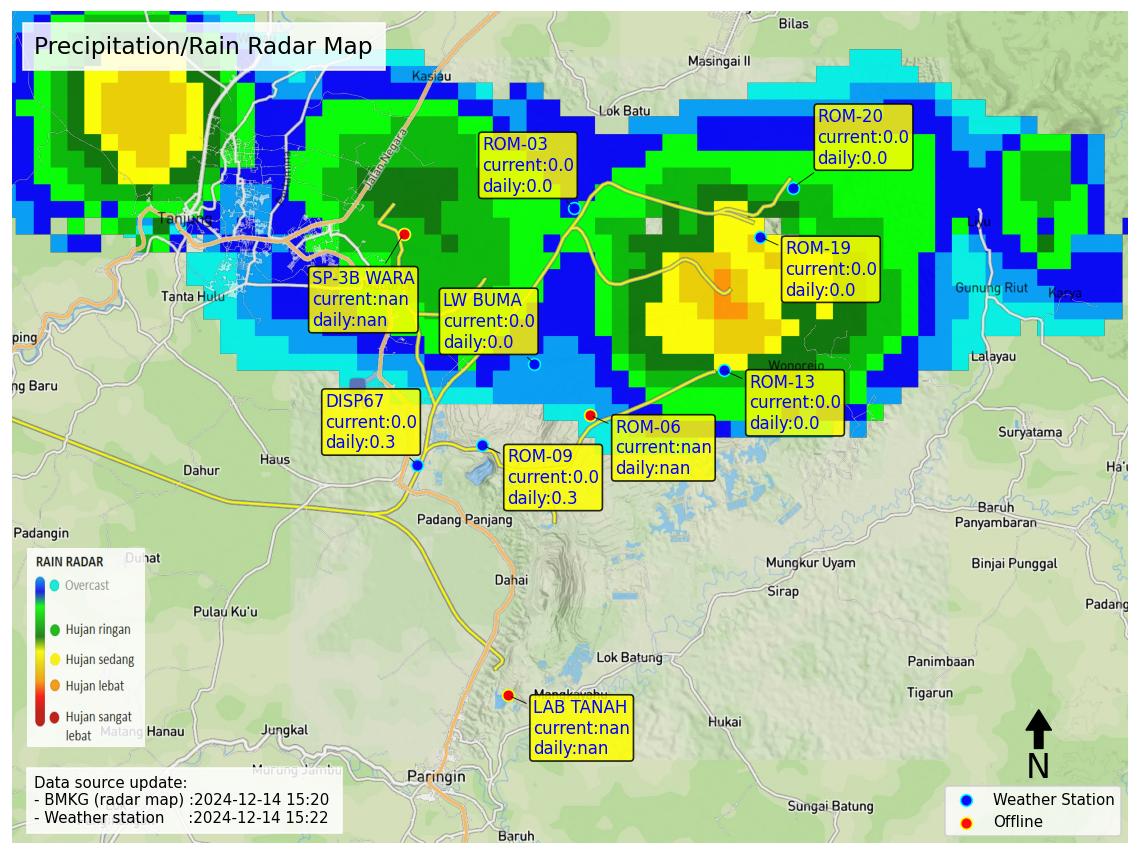 Precipitation/Rain Radar Map
Bilas
Masingai II
Kasiau
Lok Batu
ROM-20
current:0.0
daily:0.0
ROM-03
current:0.0
daily:0.0
Jalan Negara
Tanjung
Liyu
ROM-19
current:0.0
daily:0.0
SP-3B WARA
current:nan
daily:nan
LW BUMA
current:0.0
daily:0.0
Tanta Hulu
Gunung Riut
Karya
ping
Lalayau
Wonorejo
ng Baru
ROM-13
current:0.0
daily:0.0
DISP67
current:0.0
daily:0.3
ROM-06
current:nan
daily:nan
Suryatama
ROM-09
current:0.0
daily:0.3
Haus
Dahur
Ha'u
Baruh
Panyambaran
Padang Panjang
Padangin
Duhat
Mungkur Uyam
Binjai Punggal
Dahai
Sirap
Padang
Pulau Ku'u
RAIN RADAR
Overcast
Hujan ringan
Hujan sedang
Hujan lebat
Hujan sangat
lebat
Lok Batung
Panimbaan
Tigarun
Mangkayahu
LAB TANAH
current:nan
daily:nan
Hukai
Matang Hanau
Jungkal
Murung Jambu
Paringin
N
Data source update:
- BMKG (radar map) :2024-12-14 15:20
- Weather station :2024-12-14 15:22
Sungai Batung
Baruh
Weather Station
Offline